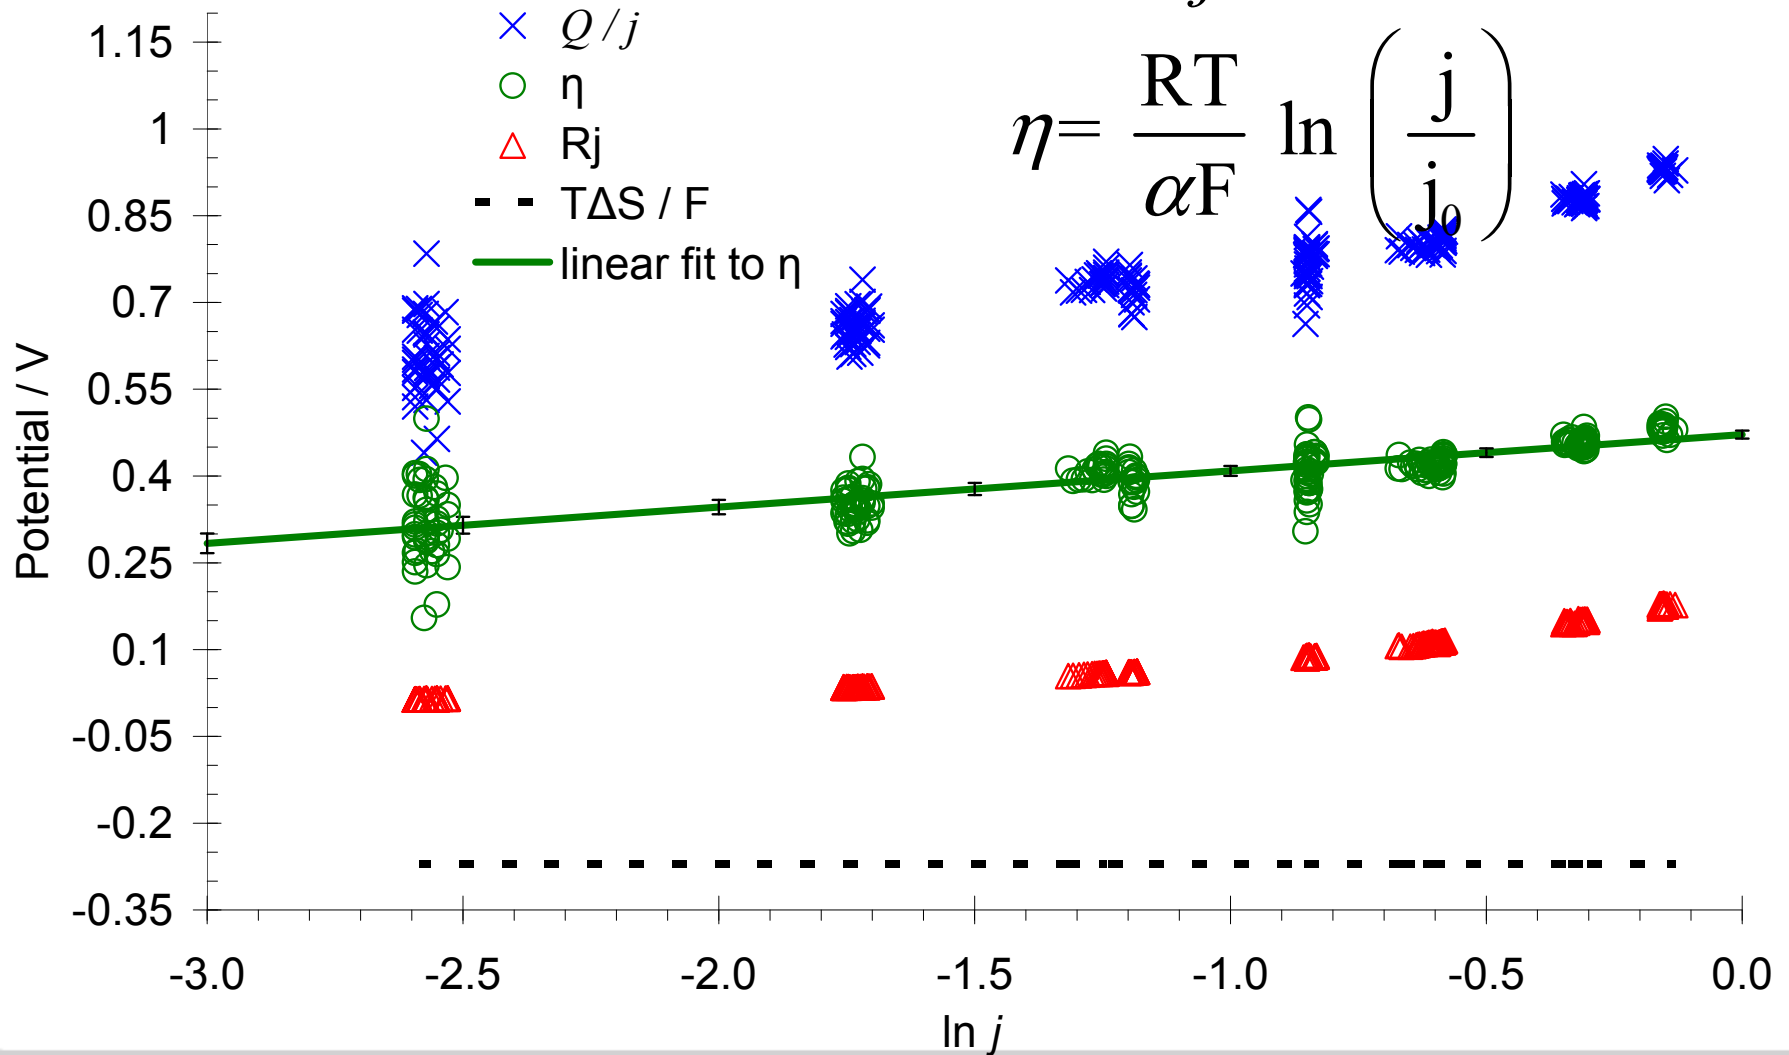 Q / j
η
Rj
TΔS / F
linear fit to η
η= RT/αF ln (j/j₀)
1.15
1
0.85
0.7
0.55
0.4
0.25
0.1
-0.05
-0.2
-0.35
Potential / V
-3.0 -2.5 -2.0 -1.5 -1.0 -0.5 0.0
ln j